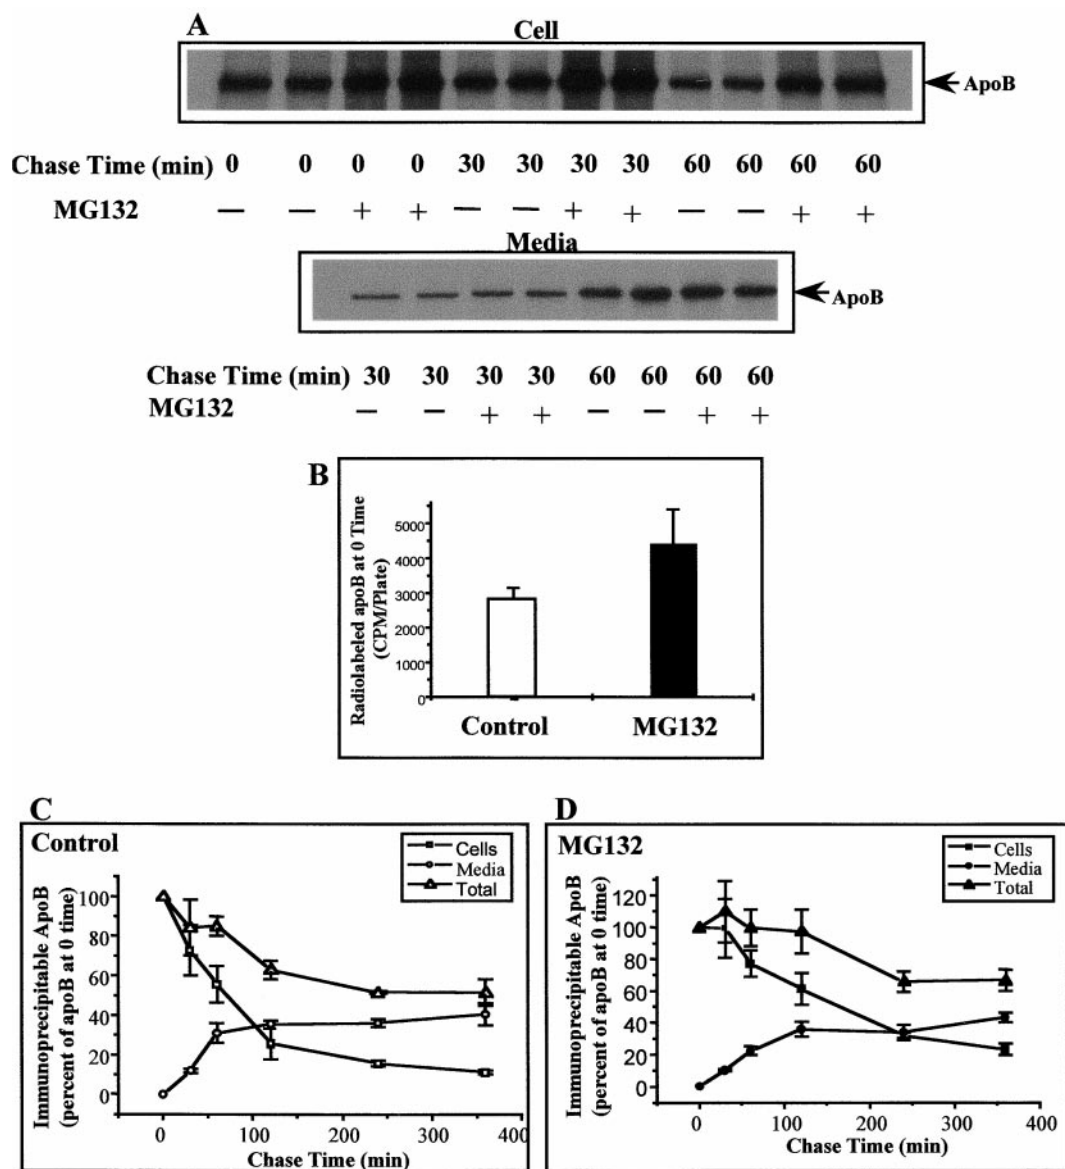 A
Cell
ApoB
Chase Time (min) 0 0 0 0 30 30 30 30 60 60 60 60
MG132 — — + + — — + + — — + +
Media
ApoB
Chase Time (min) 30 30 30 30 60 60 60 60
MG132 — — + + — — + +
B
Radiolabeled apoB at 0 Time
((CPM/Plate)
5000
4000
3000
2000
1000
0
Control MG132
C
Control
Cells
Media
Total
Immunoprecipitable ApoB
(percent of apoB at 0 time)
100
80
60
40
20
0
0 100 200 300 400
Chase Time (min)
D
MG132
Cells
Media
Total
Immunoprecipitable ApoB
(percent of apoB at 0 time)
120
100
80
60
40
20
0
0 100 200 300 400
Chase Time (min)